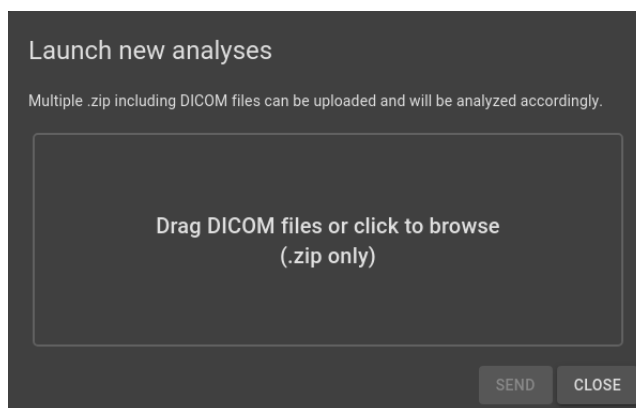 Launch new analyses
Multiple .zip including DICOM files can be uploaded and will be analyzed accordingly.
Drag DICOM files or click to browse
(.zip only)
SEND CLOSE